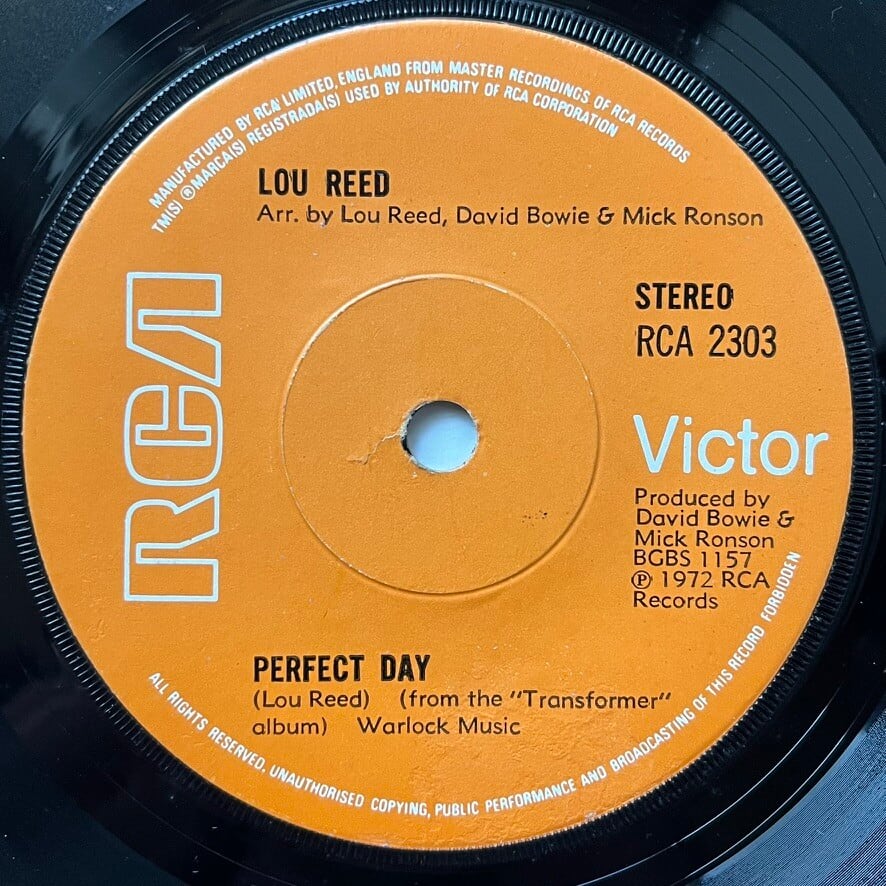 MANUFACTURED BY RCA LIMITED, ENGLAND FROM MASTER RECORDINGS OF RCA RECORDS
TM(S) ® MARCA(S) REGISTRADA(S) USED BY AUTHORITY OF RCA CORPORATION
LOU REED
Arr. by Lou Reed, David Bowie & Mick Ronson
RCA
STEREO
RCA 2303
Victor
Produced by
David Bowie &
Mick Ronson
BGBS 1157
℗ 1972 RCA
Records
PERFECT DAY
(Lou Reed) (from the "Transformer"
album) Warlock Music
ALL RIGHTS RESERVED, UNAUTHORISED COPYING, PUBLIC PERFORMANCE AND BROADCASTING OF THIS RECORD FORBIDDEN